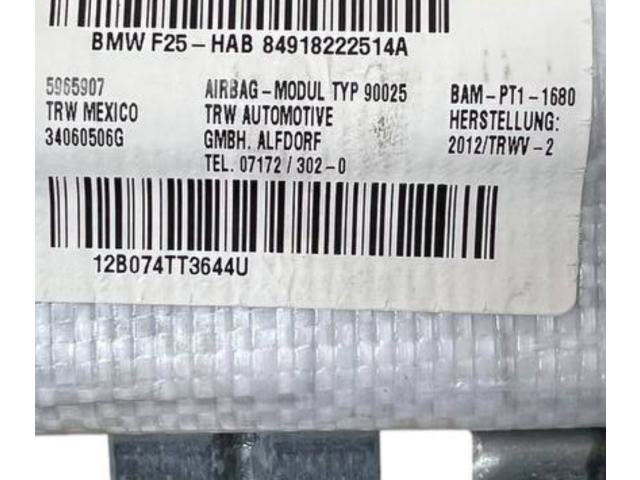 BMW F25-HAB 84918222514A
5965907
TRW MEXICO
34060506G
AIRBAG-MODUL TYP 90025
TRW AUTOMOTIVE
GMBH. ALFDORF
TEL. 07172/302-0
BAM-PT1-1680
HERSTELLUNG:
2012/TRWV-2
12B074TT3644U